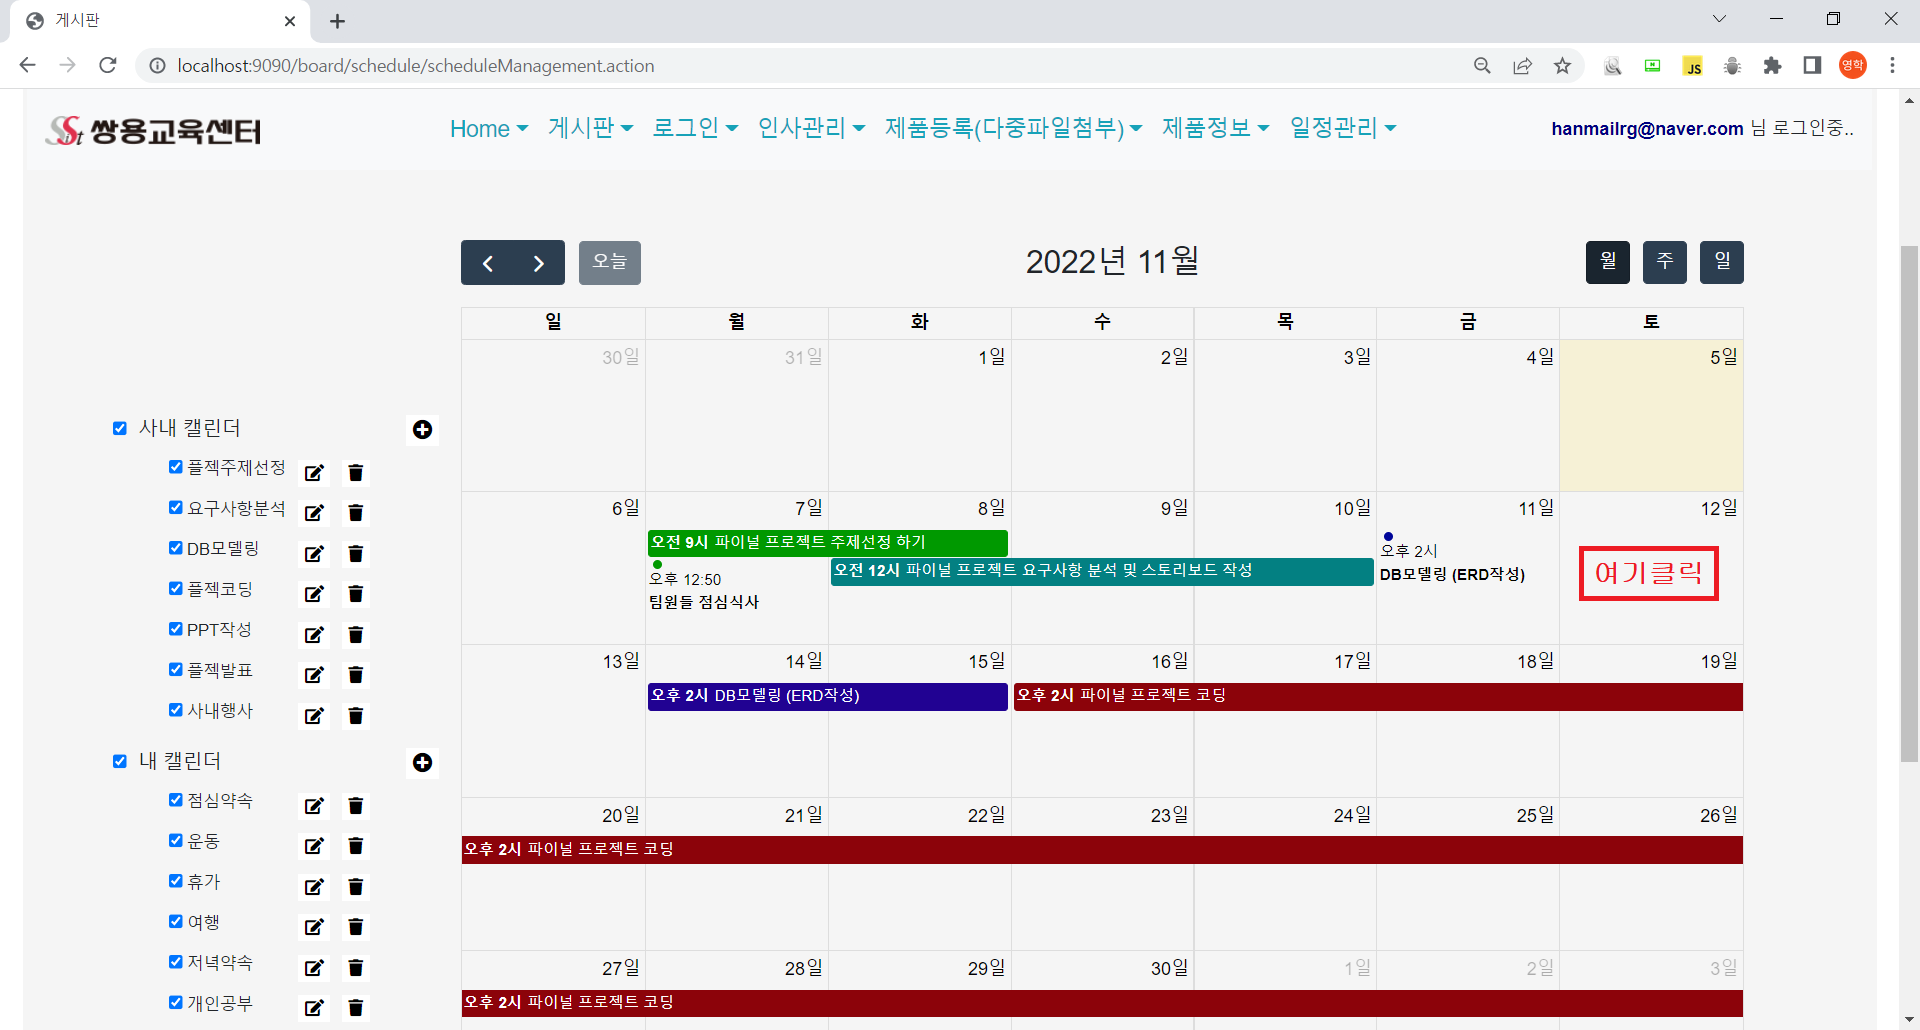 게시판
localhost:9090/board/schedule/scheduleManagement.action
JS
영학
Sist 쌍용교육센터
Home 게시판 로그인 인사관리 제품등록(다중파일첨부) 제품정보 일정관리
hanmailrg@naver.com 님 로그인중..
오늘
2022년 11월
월 주 일
일 월 화 수 목 금 토
30일 31일 1일 2일 3일 4일 5일
6일 7일 8일 9일 10일 11일 12일
오전 9시 파이널 프로젝트 주제선정 하기
오전 12시 파이널 프로젝트 요구사항 분석 및 스토리보드 작성
오후 12:50
팀원들 점심식사
오후 2시
DB모델링 (ERD작성)
여기클릭
13일 14일 15일 16일 17일 18일 19일
오후 2시 DB모델링 (ERD작성)
오후 2시 파이널 프로젝트 코딩
20일 21일 22일 23일 24일 25일 26일
오후 2시 파이널 프로젝트 코딩
27일 28일 29일 30일 1일 2일 3일
오후 2시 파이널 프로젝트 코딩
사내 캘린더
플젝주제선정
요구사항분석
DB모델링
플젝코딩
PPT작성
플젝발표
사내행사
내 캘린더
점심약속
운동
휴가
여행
저녁약속
개인공부